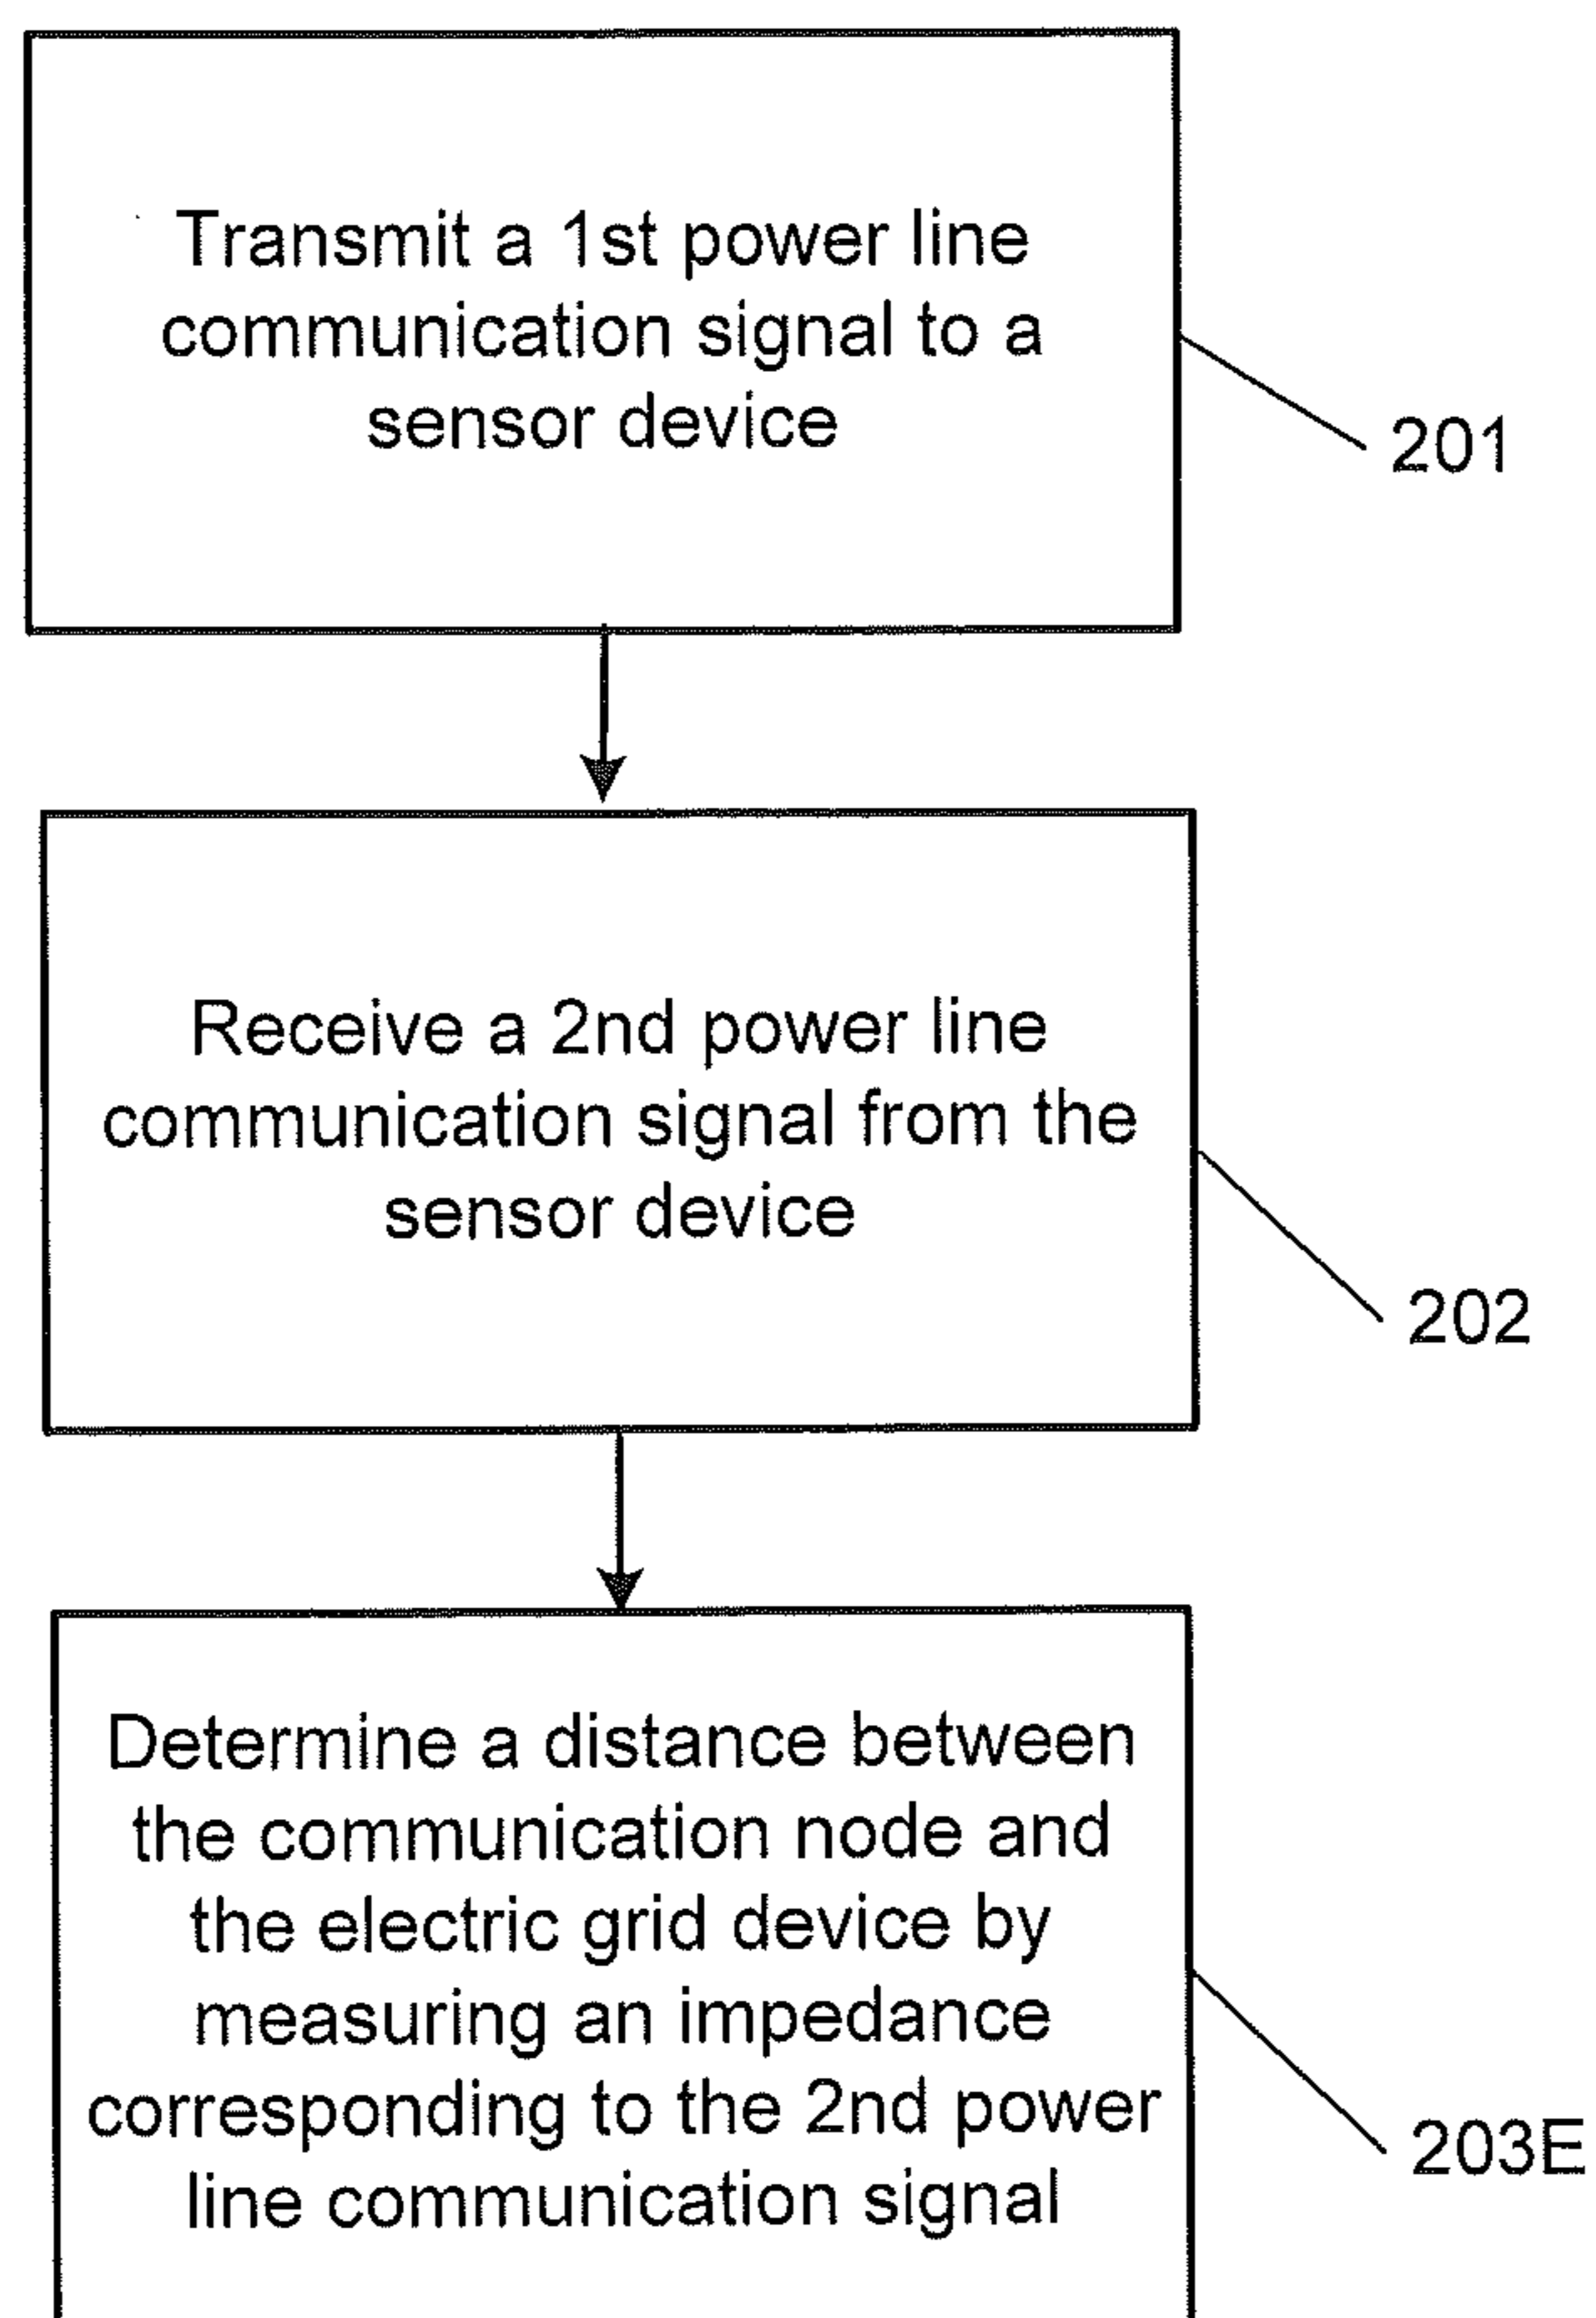 Transmit a 1st power line
communication signal to a
sensor device
201
Receive a 2nd power line
communication signal from the
sensor device
202
Determine a distance between
the communication node and
the electric grid device by
measuring an impedance
corresponding to the 2nd power
line communication signal
203E